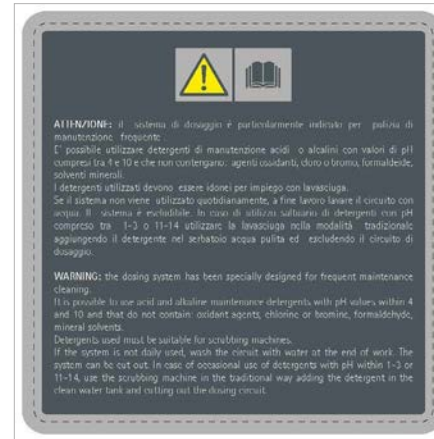 ATTENZIONE: il sistema di dosaggio è particolarmente indicato per pulizia di
manutenzione frequente .
E' possibile utilizzare detergenti di manutenzione acidi o alcalini con valori di pH
compresi tra 4 e 10 e che non contengano: agenti ossidanti, cloro o bromo, formaldeide,
solventi minerali.
I detergenti utilizzati devono essere idonei per impiego con lavasciuga.
Se il sistema non viene utilizzato quotidianamente, a fine lavoro lavare il circuito con
acqua. Il sistema è escludibile. In caso di utilizzo saltuario di detergenti con pH
compreso tra 1-3 o 11-14 utilizzare la lavasciuga nella modalità tradizionale
aggiungendo il detergente nel serbatoio acqua pulita ed escludendo il circuito di
dosaggio.
WARNING: the dosing system has been specially designed for frequent maintenance
cleaning.
It is possible to use acid and alkaline maintenance detergents with pH values within 4
and 10 and that do not contain: oxidant agents, chlorine or bromine, formaldehyde,
mineral solvents.
Detergents used must be suitable for scrubbing machines.
If the system is not daily used, wash the circuit with water at the end of work. The
system can be cut out. In case of occasional use of detergents with pH within 1-3 or
11-14, use the scrubbing machine in the traditional way adding the detergent in the
clean water tank and cutting out the dosing circuit.